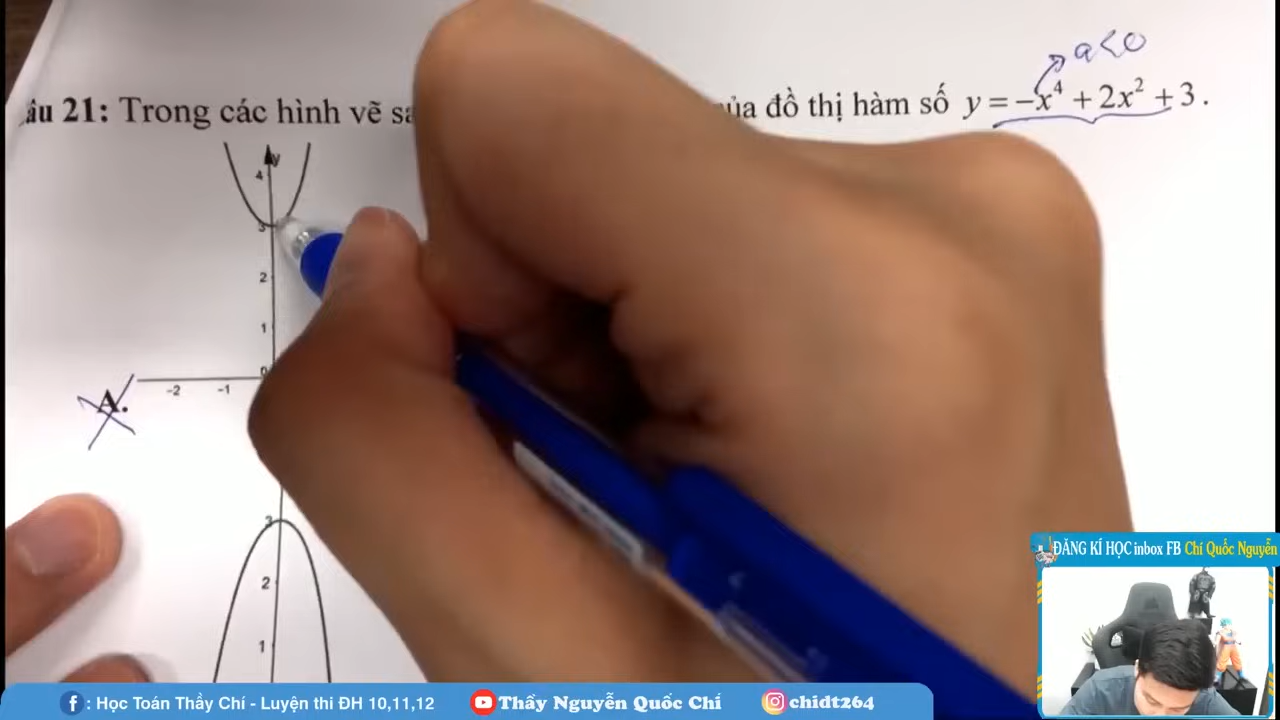 a<0
âu 21: Trong các hình vẽ sa ủa đồ thị hàm số y = −x⁴ + 2x² + 3.
y
4
3
2
1
0
-2 -1
A.
3
2
1
ĐĂNG KÍ HỌC inbox FB Chí Quốc Nguyễn
: Học Toán Thầy Chí - Luyện thi ĐH 10,11,12
Thầy Nguyễn Quốc Chí
chidt264